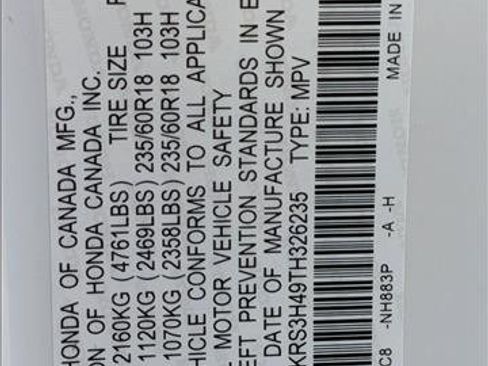 HONDA OF CANADA MFG.,
ON OF HONDA CANADA INC.
2160KG (4761LBS) TIRE SIZE
1120KG (2469LBS) 235/60R18 103H
1070KG (2358LBS) 235/60R18 103H
HICLE CONFORMS TO ALL APPLICA
MOTOR VEHICLE SAFETY
EFT PREVENTION STANDARDS IN E
DATE OF MANUFACTURE SHOWN
KRS3H49TH326235 TYPE: MPV
C8 -NH883P -A -H MADE IN